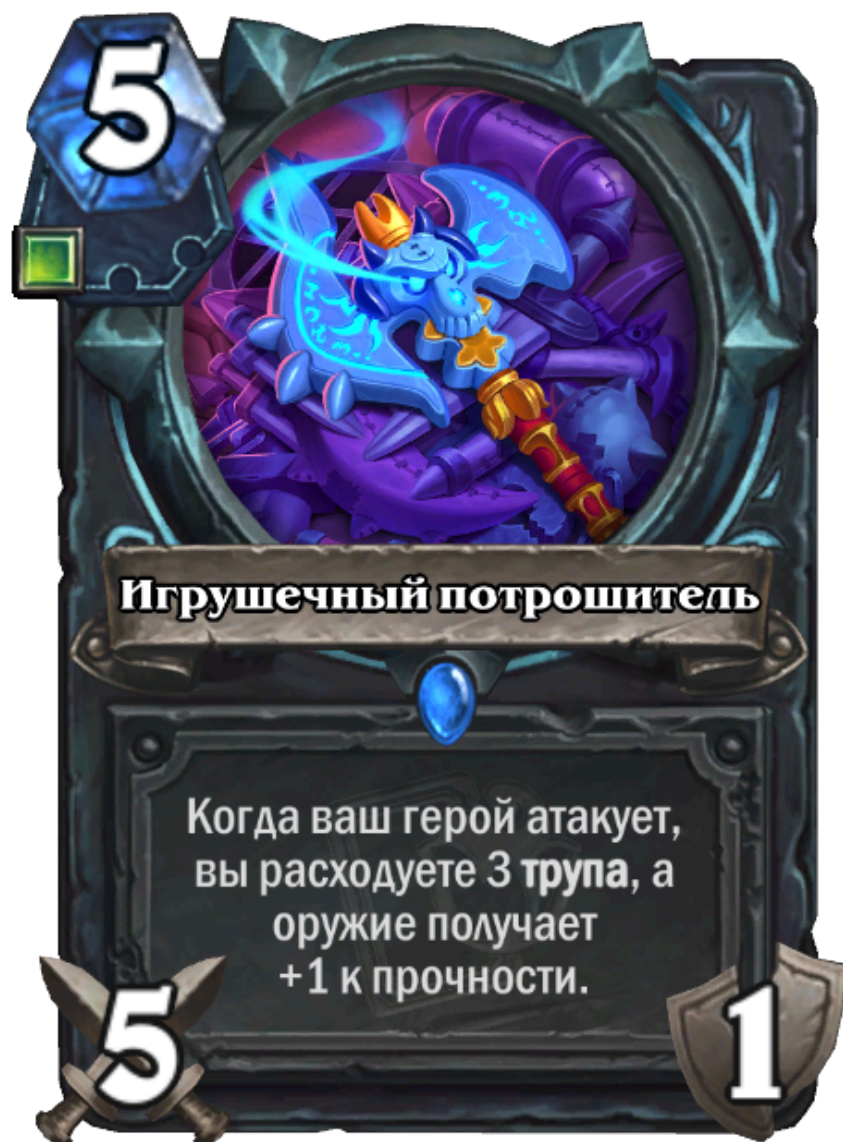 5
Игрушечный потрошитель
Когда ваш герой атакует,
вы расходуете 3 трупа, а
оружие получает
+1 к прочности.
5
1